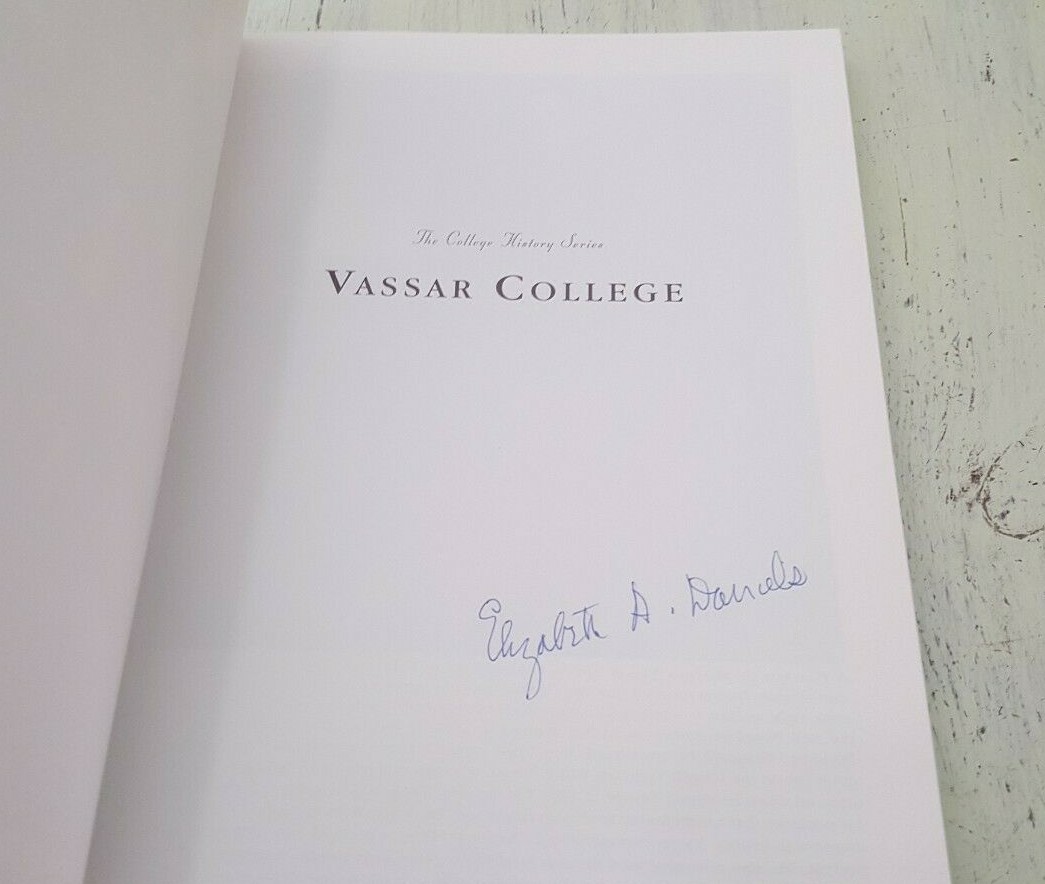 The College History Series
VASSAR COLLEGE
Elizabeth A. Daniels